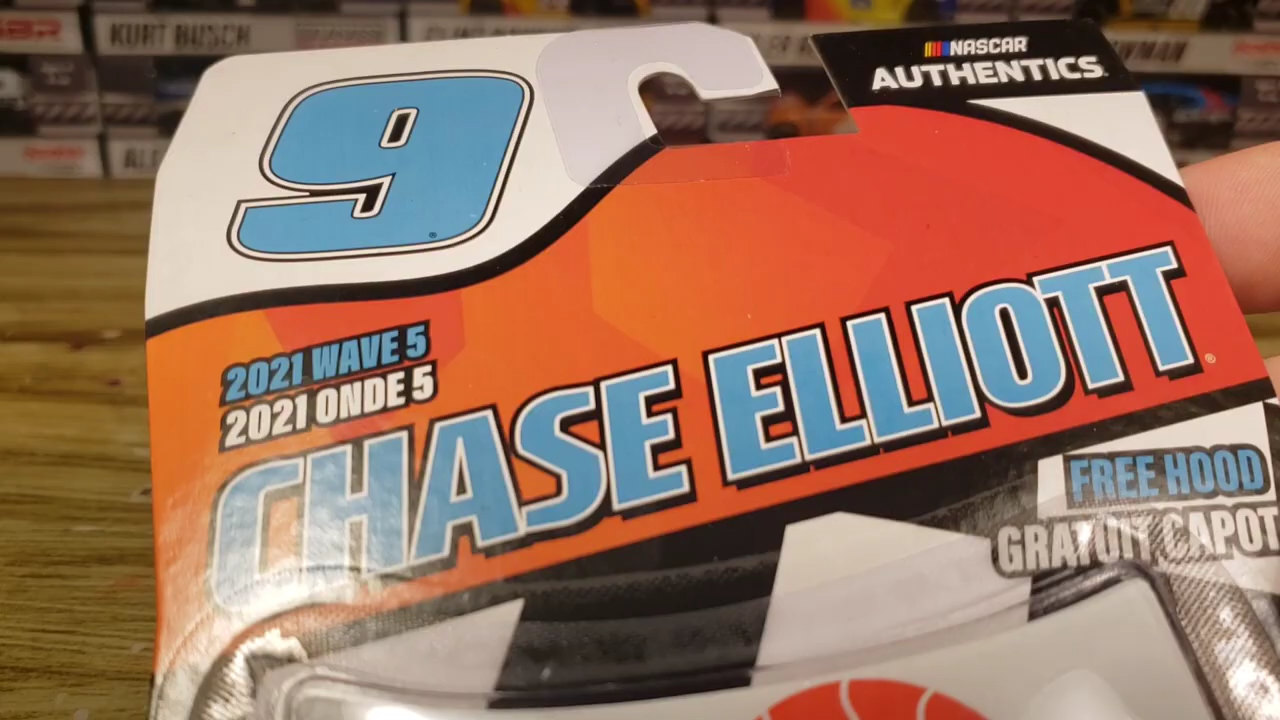 KURT BUSCH
NASCAR
AUTHENTICS
9
2021 WAVE 5
2021 ONDE 5
CHASE ELLIOTT®
FREE HOOD
GRATUIT CAPOT